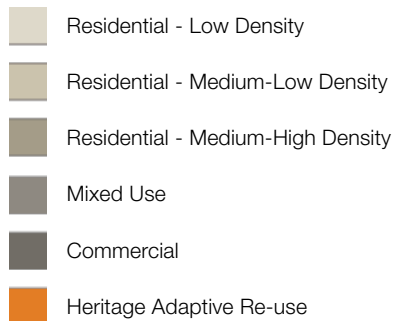 Residential - Low Density
Residential - Medium-Low Density
Residential - Medium-High Density
Mixed Use
Commercial
Heritage Adaptive Re-use